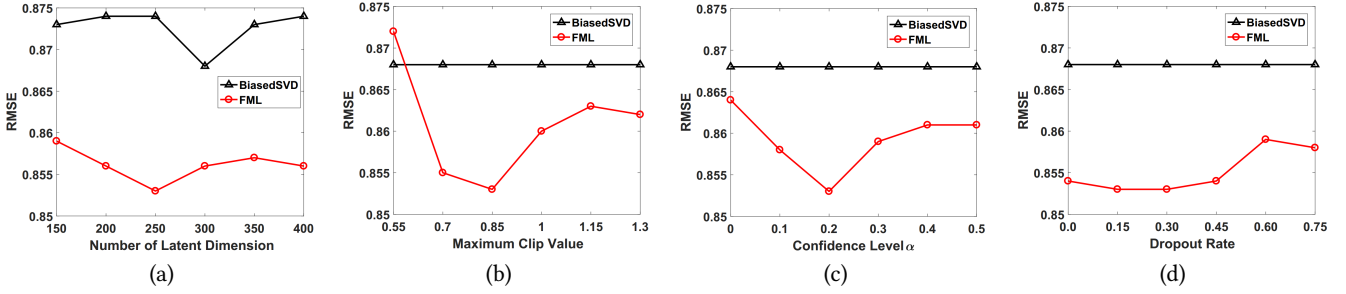 0.875
0.87
0.865
0.86
0.855
0.85
RMSE
BiasedSVD
FML
150 200 250 300 350 400
Number of Latent Dimension
(a)
0.875
0.87
0.865
0.86
0.855
0.85
RMSE
BiasedSVD
FML
0.55 0.7 0.85 1 1.15 1.3
Maximum Clip Value
(b)
0.875
0.87
0.865
0.86
0.855
0.85
RMSE
BiasedSVD
FML
0 0.1 0.2 0.3 0.4 0.5
Confidence Level α
(c)
0.875
0.87
0.865
0.86
0.855
0.85
RMSE
BiasedSVD
FML
0.0 0.15 0.30 0.45 0.60 0.75
Dropout Rate
(d)